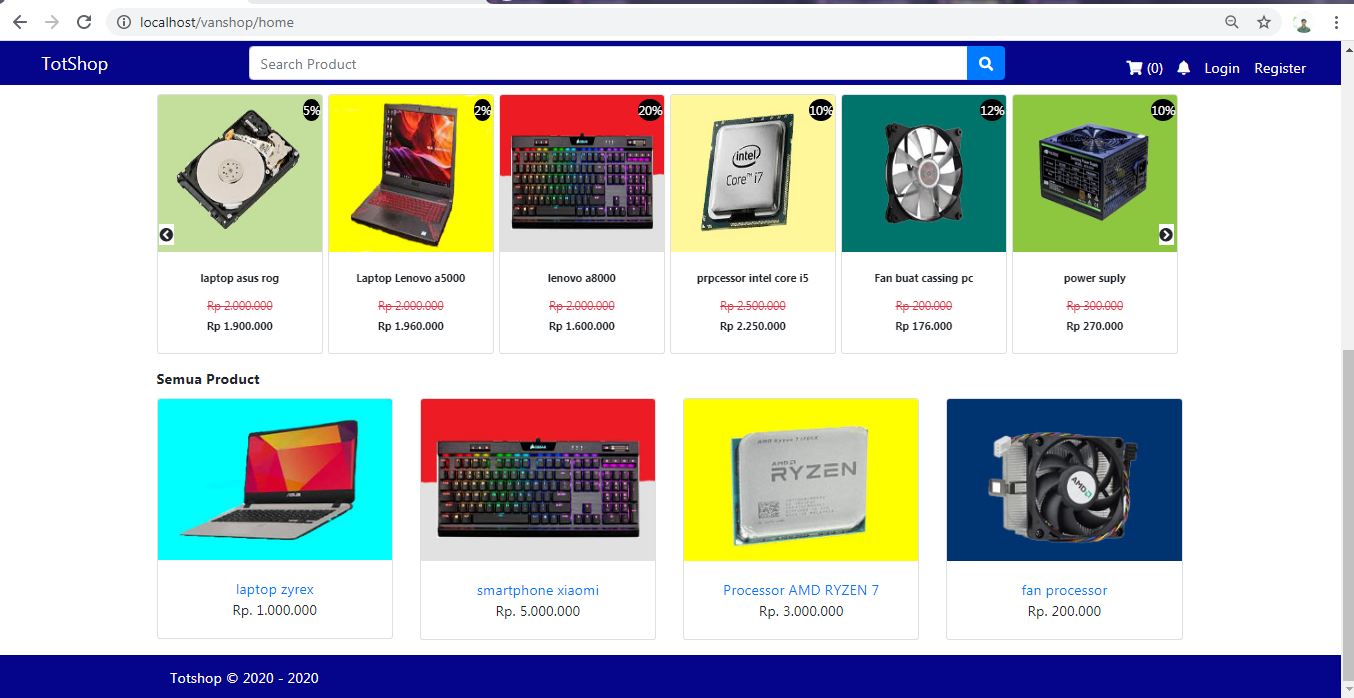 localhost/vanshop/home
TotShop
Search Product
(0)
Login
Register
5%
2%
20%
10%
12%
10%
intel
Core™ i7
laptop asus rog
Laptop Lenovo a5000
lenovo a8000
prpcessor intel core i5
Fan buat cassing pc
power suply
Rp 2.000.000
Rp 2.000.000
Rp 2.000.000
Rp 2.500.000
Rp 200.000
Rp 300.000
Rp 1.900.000
Rp 1.960.000
Rp 1.600.000
Rp 2.250.000
Rp 176.000
Rp 270.000
Semua Product
ASUS
CORSAIR
AMD
RYZEN
AMD
laptop zyrex
smartphone xiaomi
Processor AMD RYZEN 7
fan processor
Rp. 1.000.000
Rp. 5.000.000
Rp. 3.000.000
Rp. 200.000
Totshop © 2020 - 2020